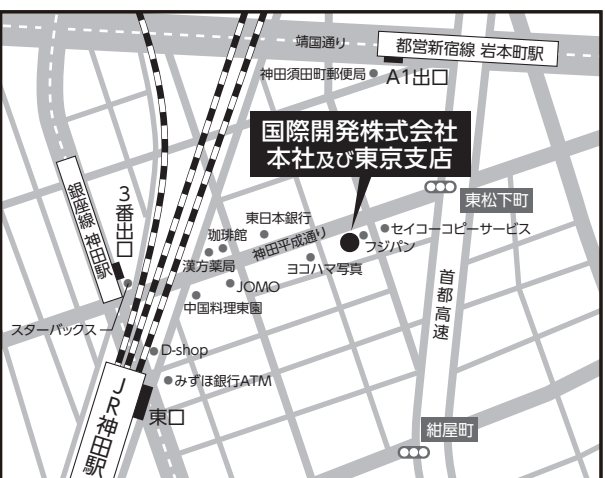 靖国通り
都営新宿線 岩本町駅
神田須田町郵便局
A1出口
国際開発株式会社
本社及び東京支店
東松下町
銀座線 神田駅
3番出口
東日本銀行
セイコーコピーサービス
珈琲館
神田平成通り
フジパン
漢方薬局
ヨコハマ写真
JOMO
中国料理東園
首都高速
スターバックス
D-shop
みずほ銀行ATM
JR神田駅
東口
紺屋町